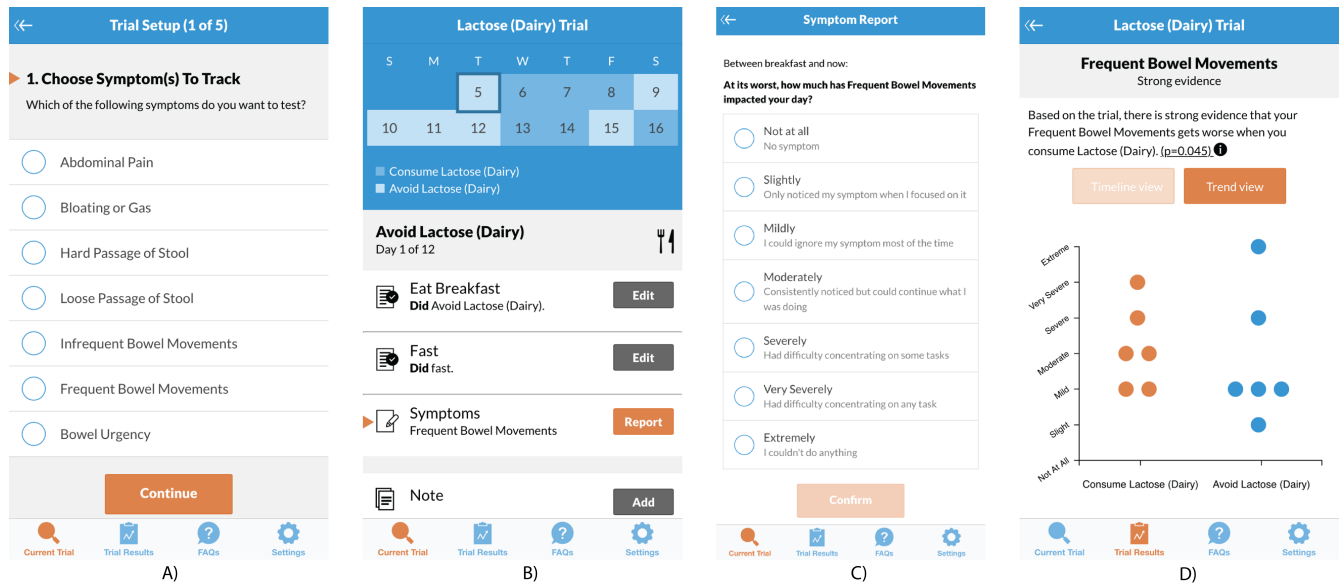 Trial Setup (1 of 5)
1. Choose Symptom(s) To Track
Which of the following symptoms do you want to test?
Abdominal Pain
Bloating or Gas
Hard Passage of Stool
Loose Passage of Stool
Infrequent Bowel Movements
Frequent Bowel Movements
Bowel Urgency
Continue
Current Trial
Trial Results
?
FAQs
Settings
A)
Lactose (Dairy) Trial
S M T W T F S
5 6 7 8 9
10 11 12 13 14 15 16
Consume Lactose (Dairy)
Avoid Lactose (Dairy)
Avoid Lactose (Dairy)
Day 1 of 12
Eat Breakfast
Did Avoid Lactose (Dairy).
Edit
Fast
Did fast.
Edit
Symptoms
Frequent Bowel Movements
Report
Note
Add
Current Trial
Trial Results
?
FAQs
Settings
B)
Symptom Report
Between breakfast and now:
At its worst, how much has Frequent Bowel Movements
impacted your day?
Not at all
No symptom
Slightly
Only noticed my symptom when I focused on it
Mildly
I could ignore my symptom most of the time
Moderately
Consistently noticed but could continue what I
was doing
Severely
Had difficulty concentrating on some tasks
Very Severely
Had difficulty concentrating on any task
Extremely
I couldn't do anything
Confirm
Current Trial
Trial Results
?
FAQs
Settings
C)
Lactose (Dairy) Trial
Frequent Bowel Movements
Strong evidence
Based on the trial, there is strong evidence that your
Frequent Bowel Movements gets worse when you
consume Lactose (Dairy). (p=0.045) i
Timeline view
Trend view
Extreme
Very Severe
Severe
Moderate
Mild
Slight
Not At All
Consume Lactose (Dairy)
Avoid Lactose (Dairy)
Current Trial
Trial Results
?
FAQs
Settings
D)